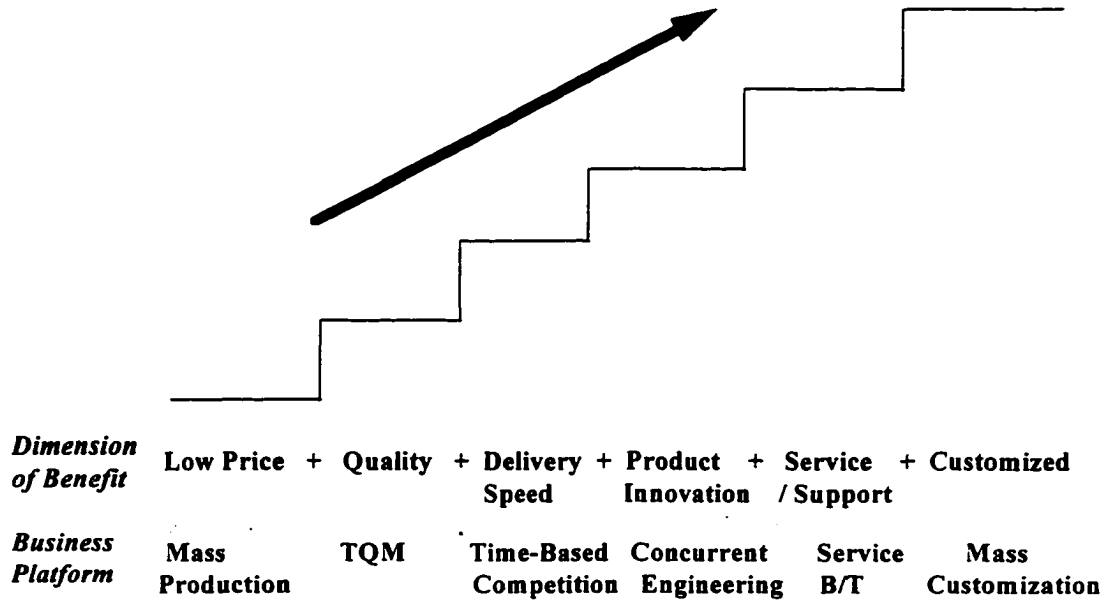 Dimension Low Price + Quality + Delivery + Product + Service + Customized
of Benefit Speed Innovation / Support
Business Mass TQM Time-Based Concurrent Service Mass
Platform Production Competition Engineering B/T Customization